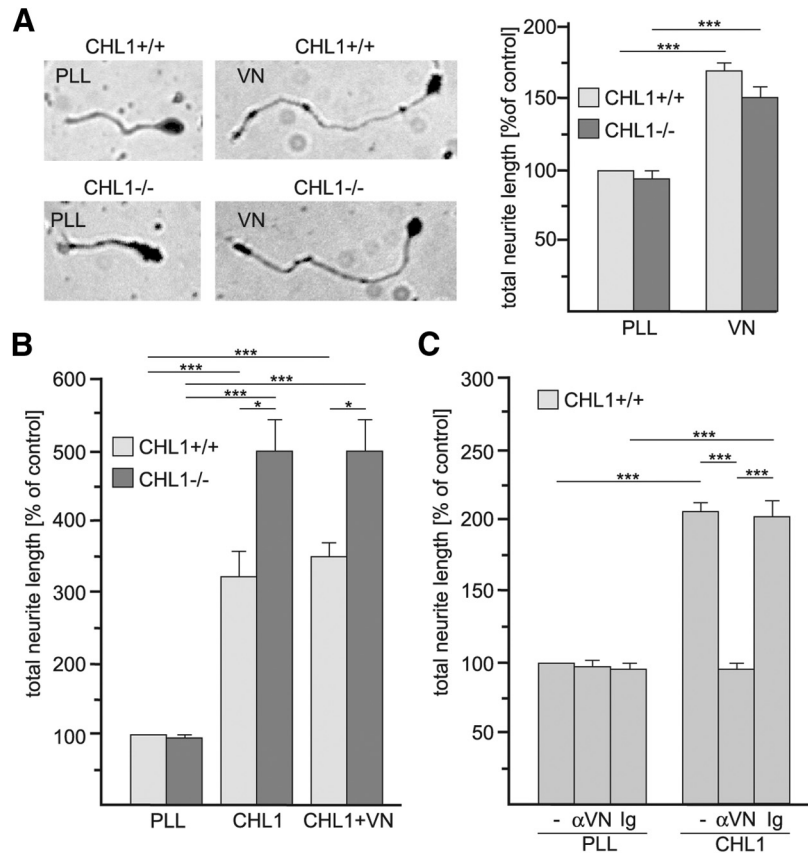 A
CHL1+/+
CHL1+/+
PLL
VN
CHL1-/-
CHL1-/-
PLL
VN
total neurite length [%of control]
200
150
100
50
***
***
CHL1+/+
CHL1-/-
PLL
VN
B
total neurite length [% of control]
600
500
400
300
200
100
***
***
***
***
*
*
CHL1+/+
CHL1-/-
PLL
CHL1
CHL1+VN
C
total neurite length [% of control]
300
250
200
150
100
50
CHL1+/+
***
***
***
***
- αVN Ig
- αVN Ig
PLL
CHL1